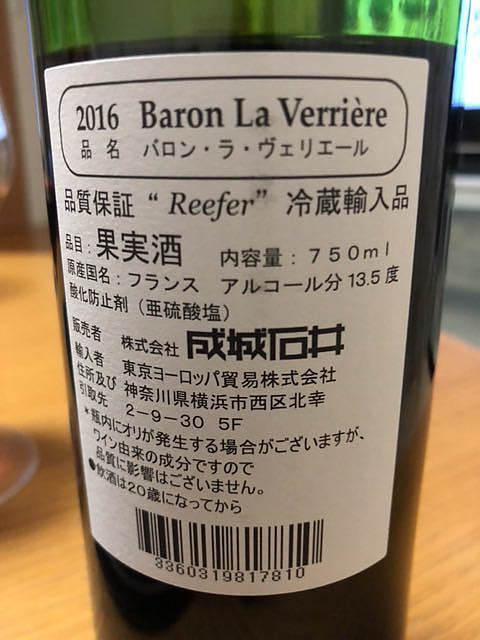 2016 Baron La Verrière
品 名 バロン・ラ・ヴェリエール
品質保証 “ Reefer” 冷蔵輸入品
品目：果実酒 内容量：７５０ｍｌ
原産国名：フランス アルコール分13.5度
酸化防止剤（亜硫酸塩）
販売者 株式会社 成城石井
輸入者 東京ヨーロッパ貿易株式会社
住所及び 神奈川県横浜市西区北幸
引取先 2－9－30 5F
＊瓶内にオリが発生する場合がございますが、
ワイン由来の成分ですので
品質に影響はございません。
●飲酒は20歳になってから
3360319817810